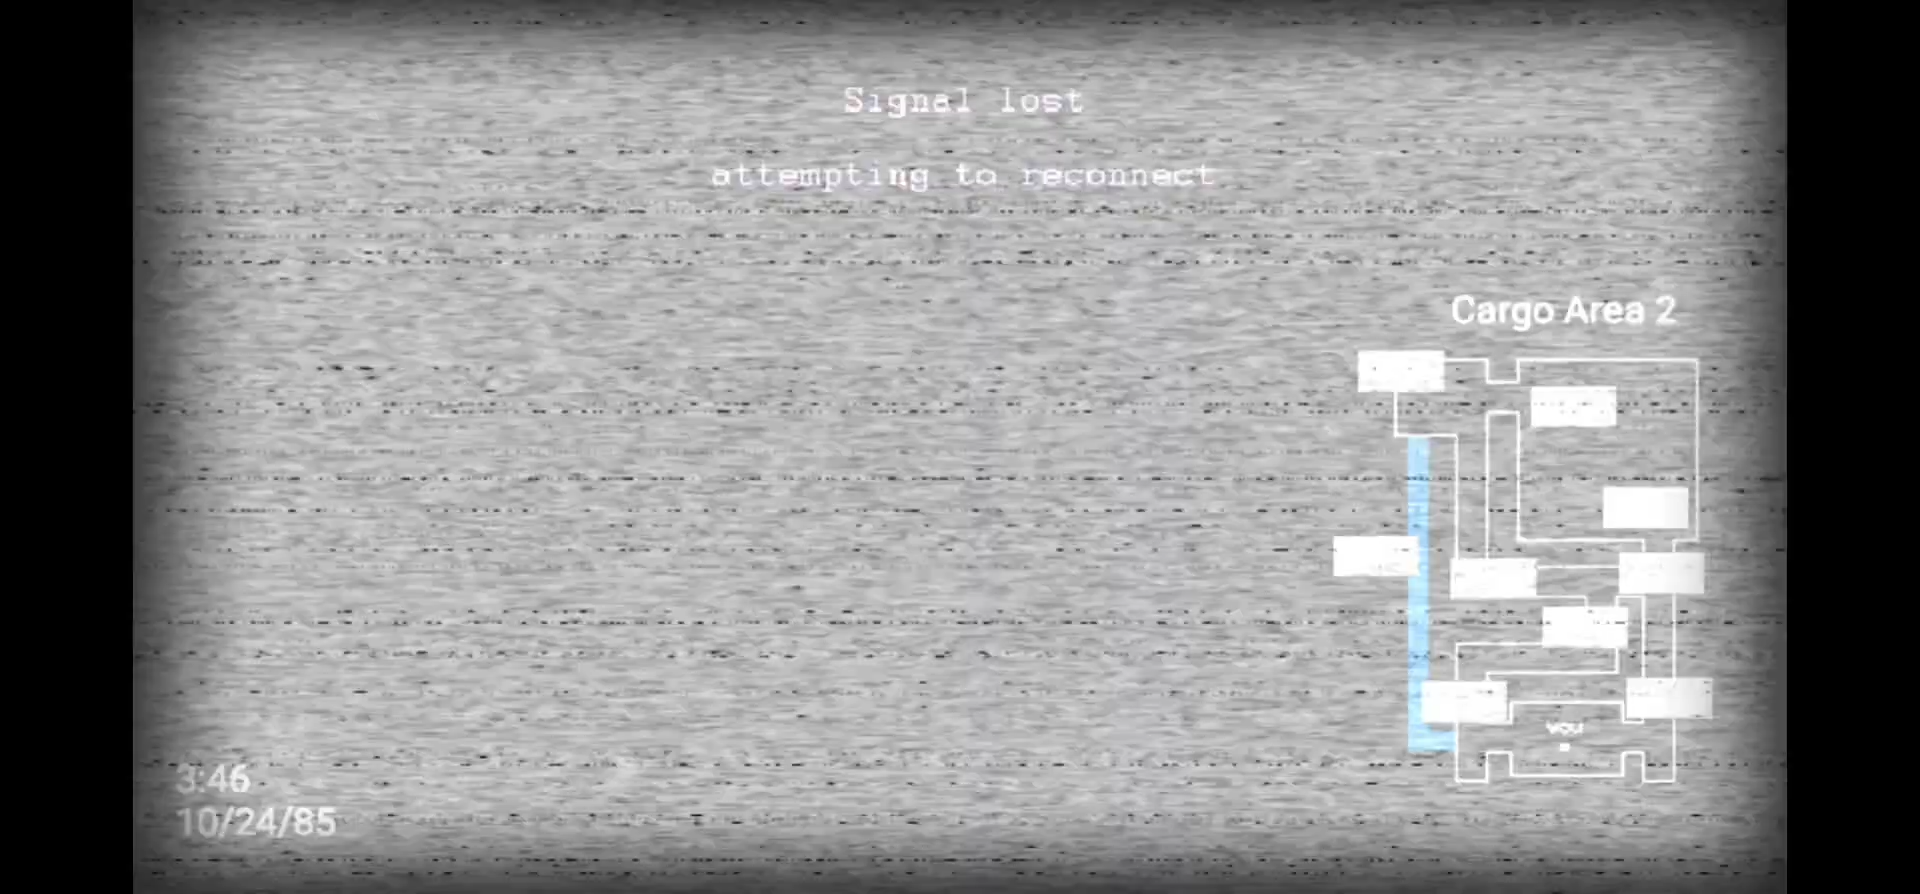 Signal lost
attempting to reconnect
Cargo Area 2
you
3:46
10/24/85